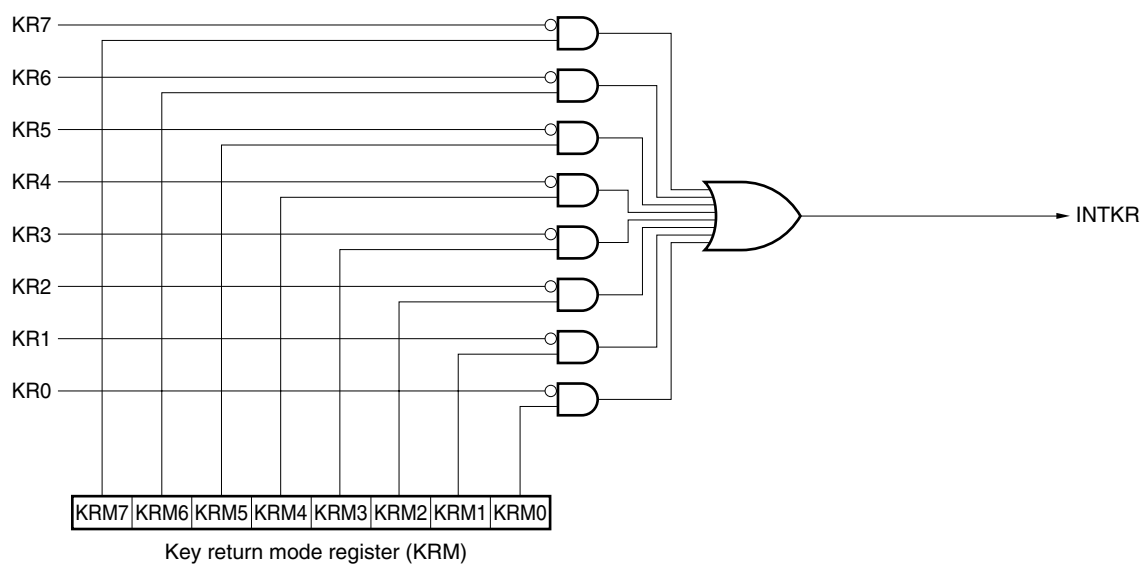 KR7
KR6
KR5
KR4
KR3
KR2
KR1
KR0
INTKR
KRM7 KRM6 KRM5 KRM4 KRM3 KRM2 KRM1 KRM0
Key return mode register (KRM)